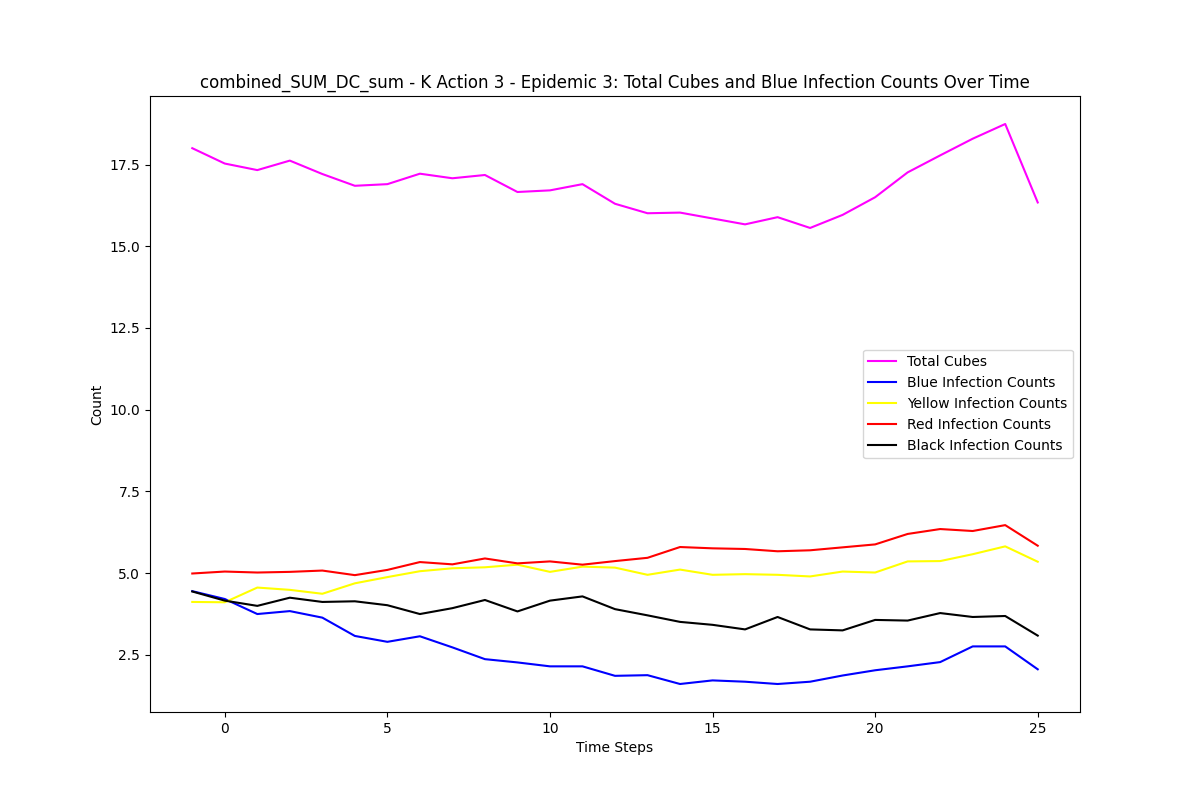 combined_SUM_DC_sum - K Action 3 - Epidemic 3: Total Cubes and Blue Infection Counts Over Time
17.5
15.0
12.5
10.0
7.5
5.0
2.5
Count
Total Cubes
Blue Infection Counts
Yellow Infection Counts
Red Infection Counts
Black Infection Counts
0 5 10 15 20 25
Time Steps